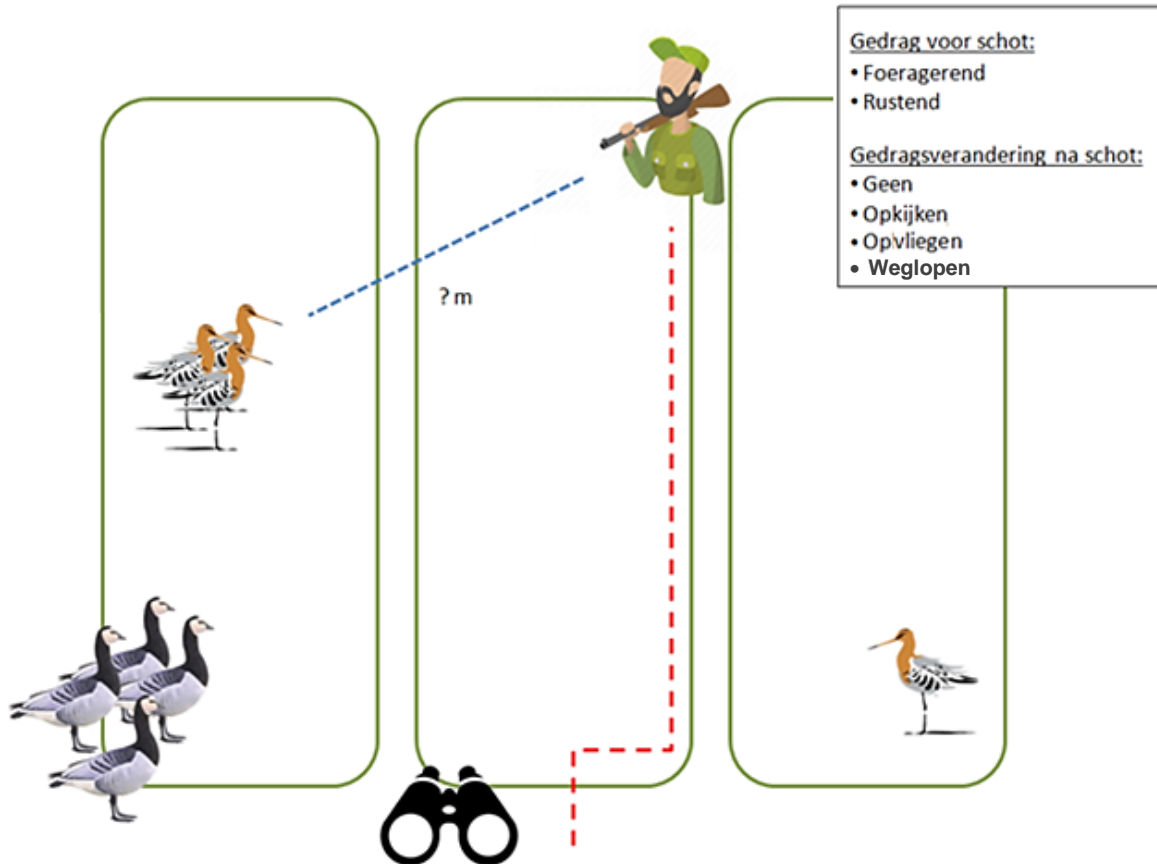 Gedrag voor schot:
• Foeragerend
• Rustend
Gedragsverandering na schot:
• Geen
• Opkijken
• Opvliegen
• Weglopen
? m